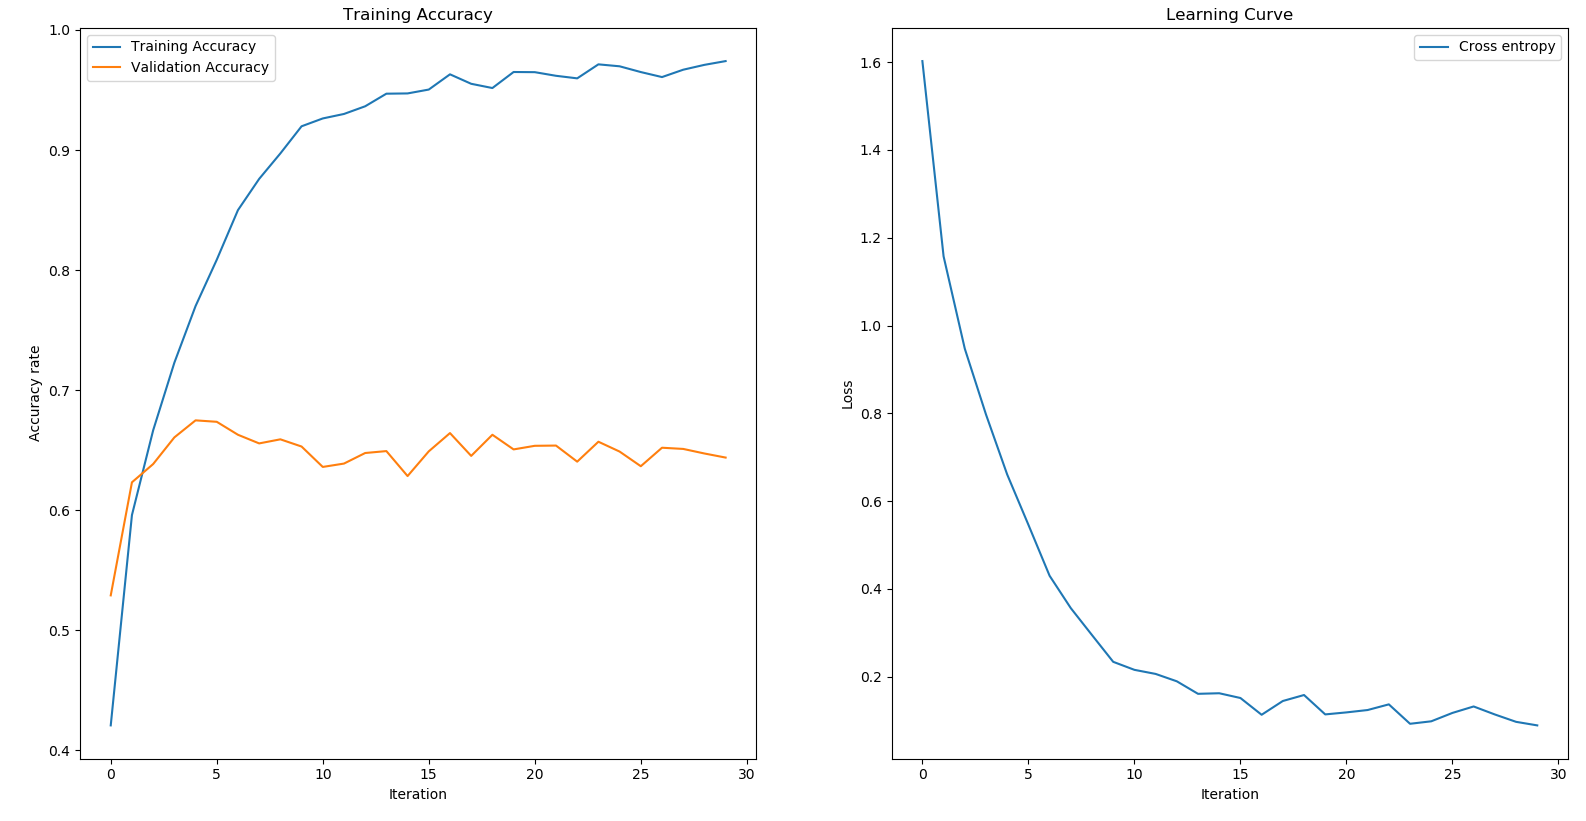 Training Accuracy
1.0
0.9
0.8
0.7
0.6
0.5
0.4
Accuracy rate
Training Accuracy
Validation Accuracy
0 5 10 15 20 25 30
Iteration
Learning Curve
1.6
1.4
1.2
1.0
0.8
0.6
0.4
0.2
Loss
Cross entropy
0 5 10 15 20 25 30
Iteration